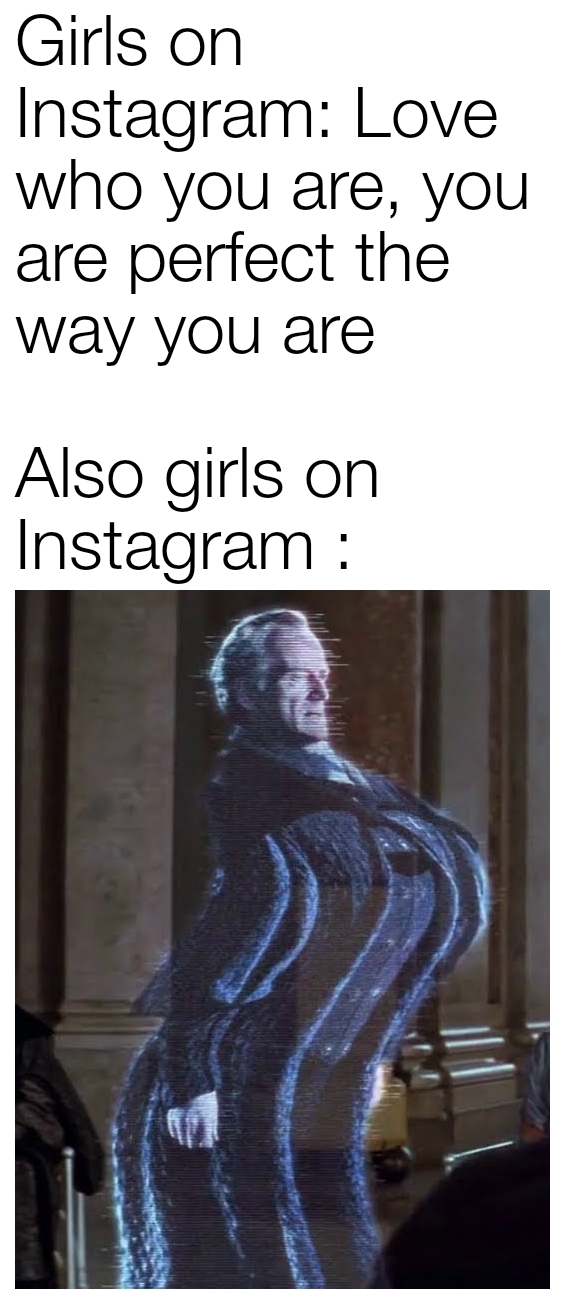 Girls on
Instagram: Love
who you are, you
are perfect the
way you are
Also girls on
Instagram :